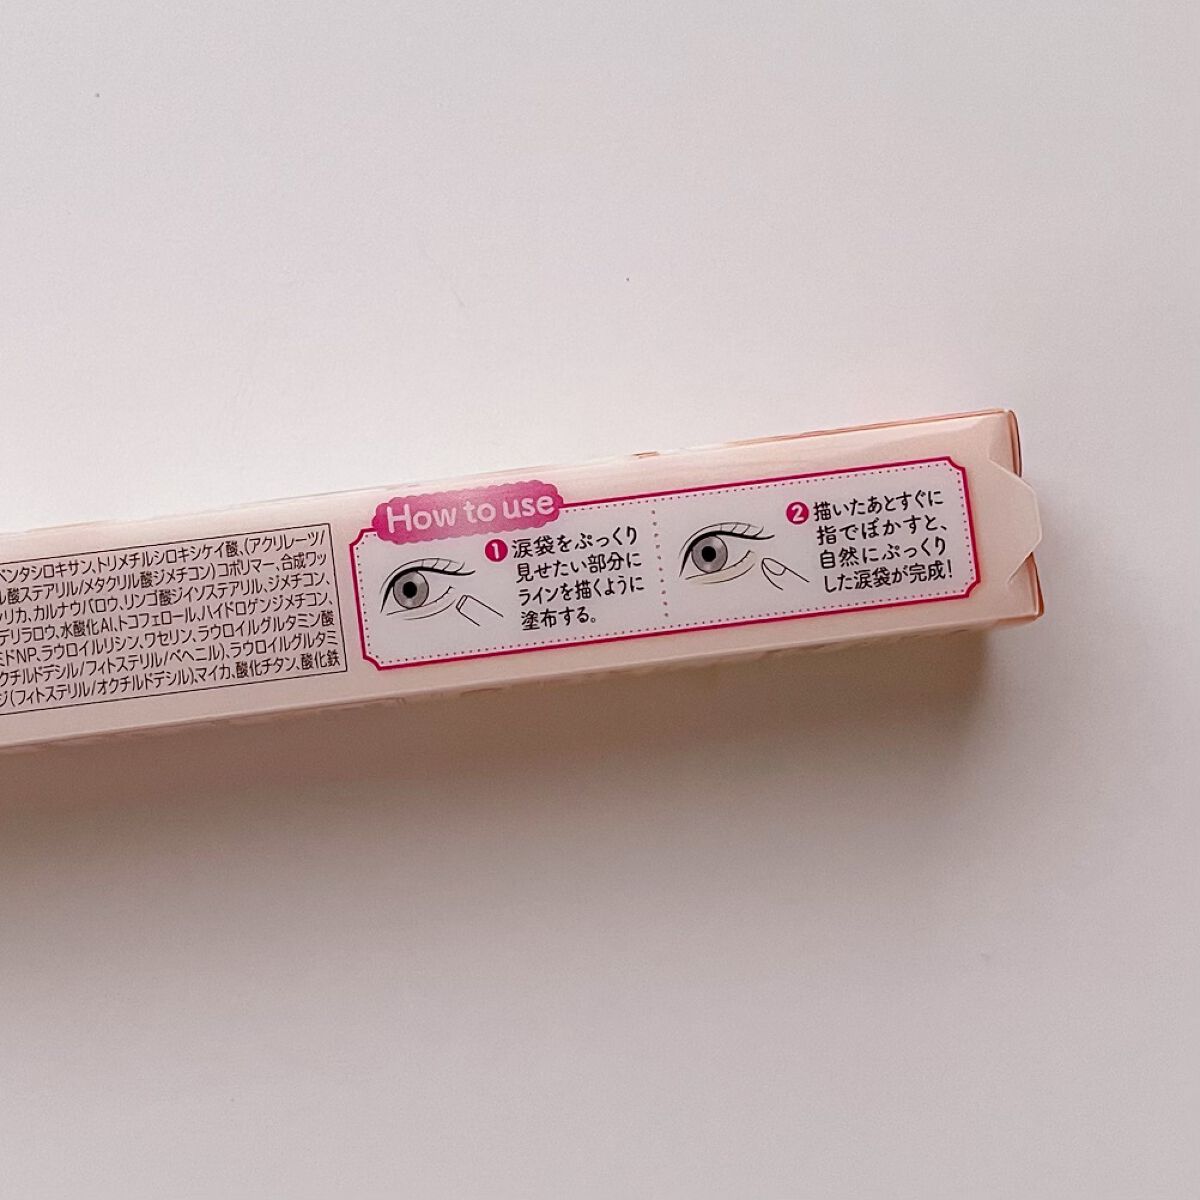 ペンタシロキサン、トリメチルシロキシケイ酸、(アクリレーツ/
ル酸ステアリル/メタクリル酸ジメチコン)コポリマー、合成ワッ
シリカ、カルナウバロウ、リンゴ酸ジイソステアリル、ジメチコン、
デリラロウ、水酸化Al、トコフェロール、ハイドロゲンジメチコン、
ミドNP、ラウロイルリシン、ワセリン、ラウロイルグルタミン酸
クチルドデシル/フィトステリル/ベヘニル)、ラウロイルグルタミ
ジ(フィトステリル/オクチルドデシル)、マイカ、酸化チタン、酸化鉄
How to use
1 涙袋をぷっくり
見せたい部分に
ラインを描くように
塗布する。
2 描いたあとすぐに
指でぼかすと、
自然にぷっくり
した涙袋が完成!